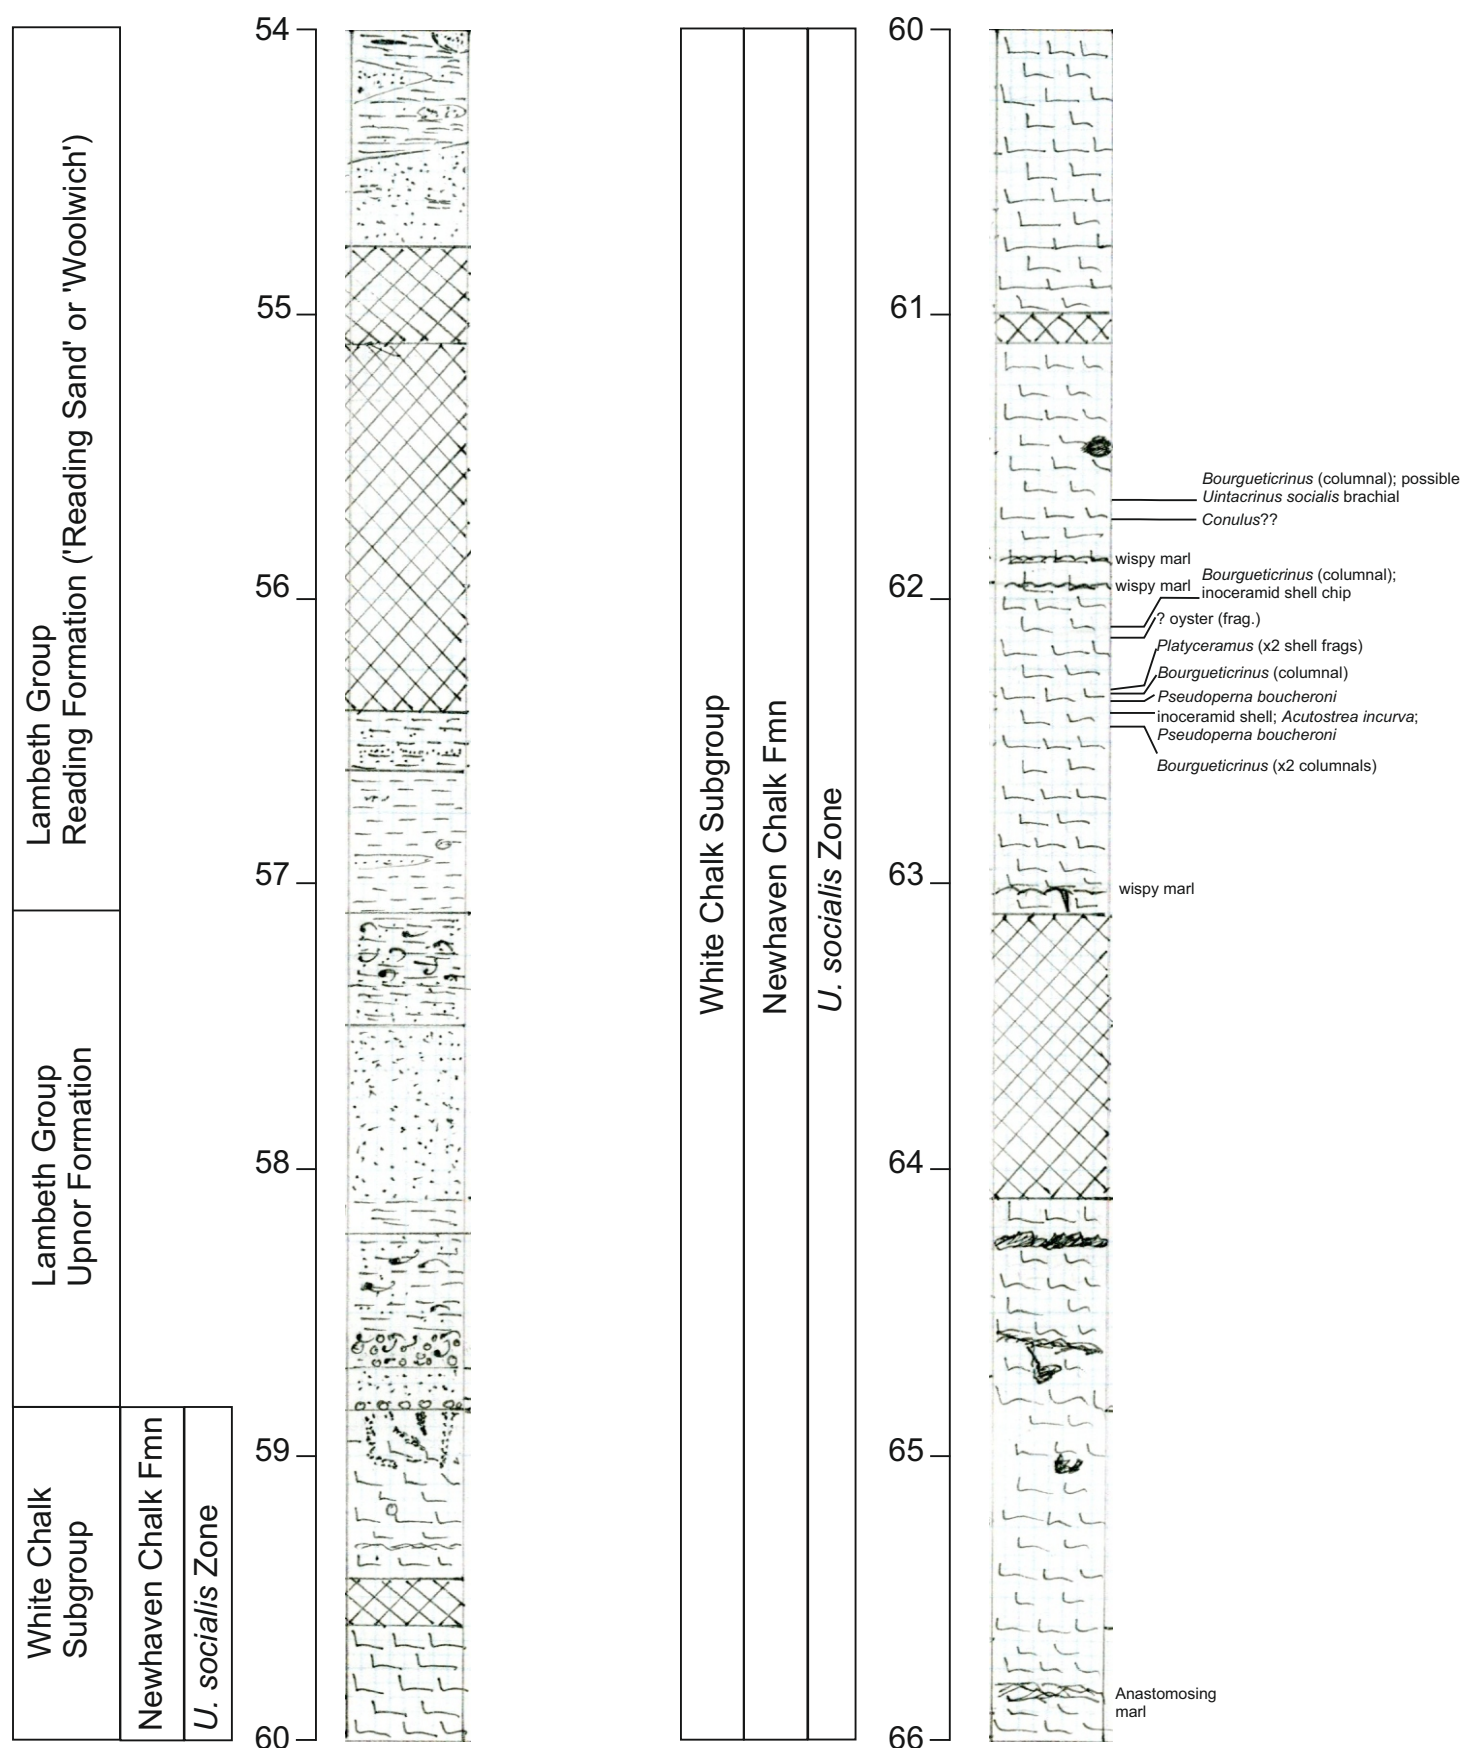 Lambeth Group
Reading Formation ('Reading Sand' or 'Woolwich')
Lambeth Group
Upnor Formation
White Chalk
Subgroup
Newhaven Chalk Fmn
U. socialis Zone
54
55
56
57
58
59
60
White Chalk Subgroup
Newhaven Chalk Fmn
U. socialis Zone
60
61
62
63
64
65
66
Bourgueticrinus (columnal); possible
Uintacrinus socialis brachial
Conulus??
wispy marl
wispy marl
Bourgueticrinus (columnal);
inoceramid shell chip
? oyster (frag.)
Platyceramus (x2 shell frags)
Bourgueticrinus (columnal)
Pseudoperna boucheroni
inoceramid shell; Acutostrea incurva;
Pseudoperna boucheroni
Bourgueticrinus (x2 columnals)
wispy marl
Anastomosing
marl